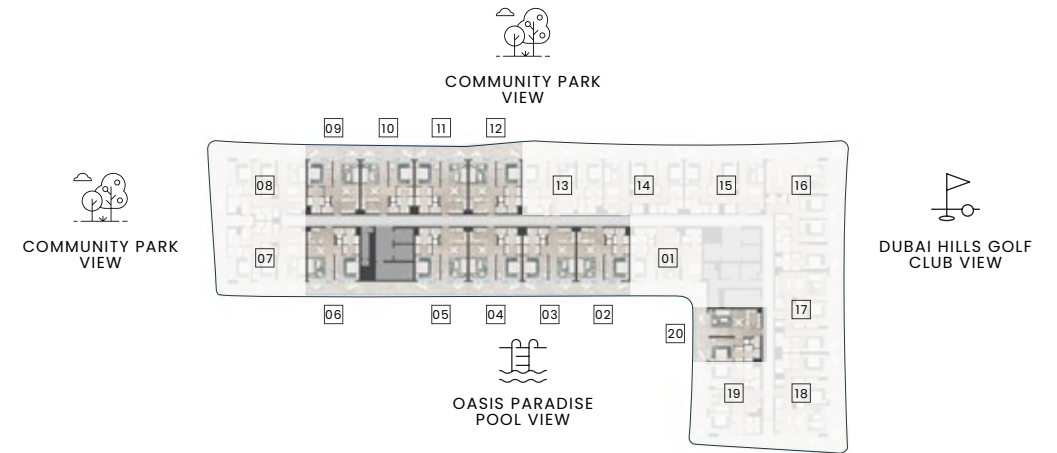 COMMUNITY PARK
VIEW
09 10 11 12
08 13 14 15 16
COMMUNITY PARK
VIEW
DUBAI HILLS GOLF
CLUB VIEW
07 01
06 05 04 03 02
17
20
OASIS PARADISE
POOL VIEW
19 18